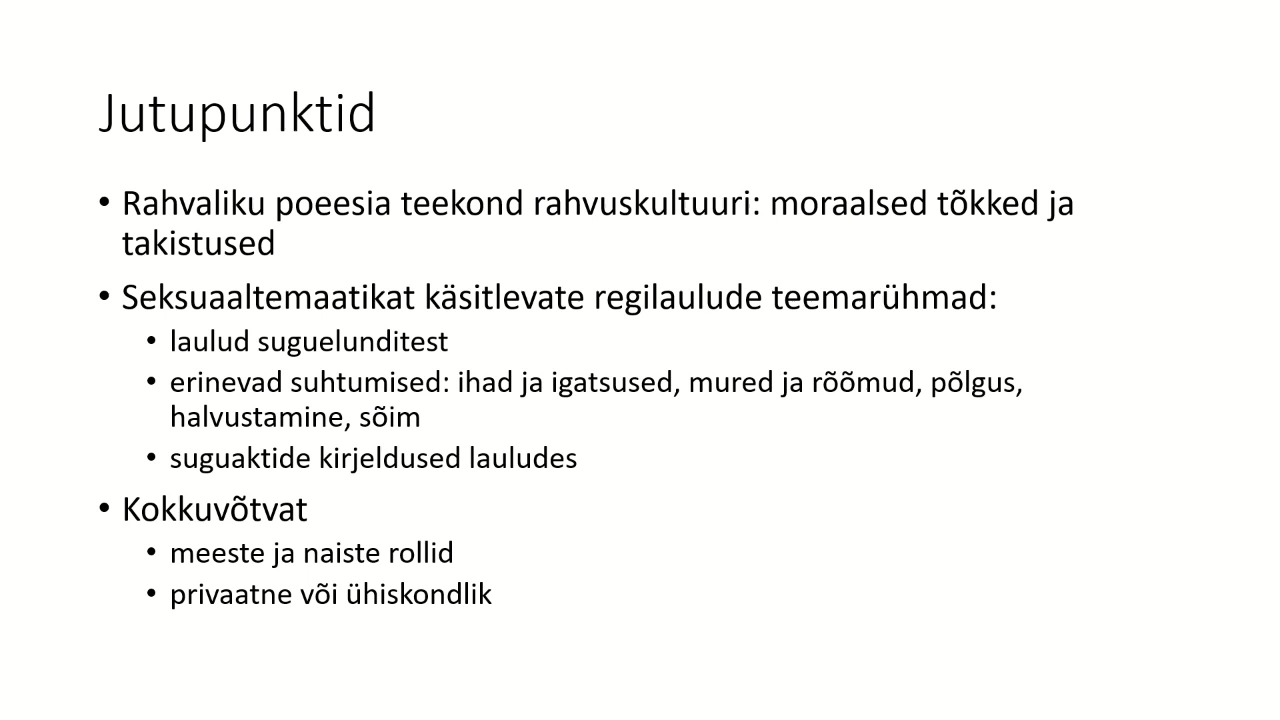 Jutupunktid
• Rahvaliku poeesia teekond rahvuskultuuri: moraalsed tõkked ja
takistused
• Seksuaaltemaatikat käsitlevate regilaulude teemarühmad:
• laulud suguelunditest
• erinevad suhtumised: ihad ja igatsused, mured ja rõõmud, põlgus,
halvustamine, sõim
• suguaktide kirjeldused lauludes
• Kokkuvõtvat
• meeste ja naiste rollid
• privaatne või ühiskondlik